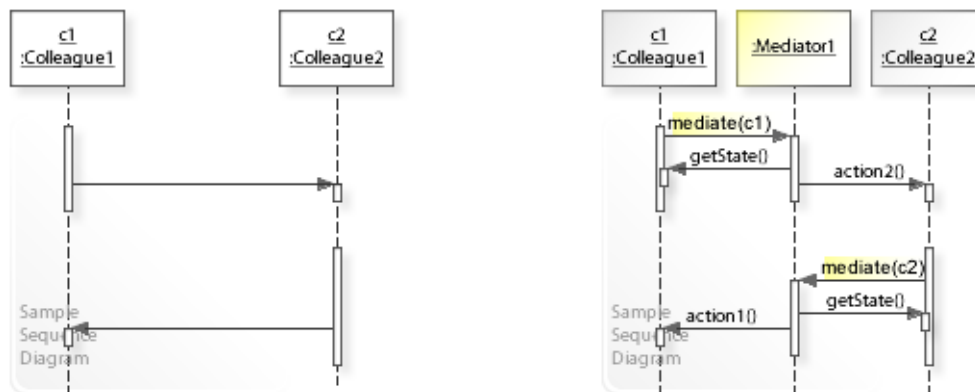 c1
:Colleague1
c2
:Colleague2
Sample
Sequence
Diagram
c1
:Colleague1
:Mediator1
c2
:Colleague2
mediate(c1)
getState()
action2()
mediate(c2)
getState()
action1()
Sample
Sequence
Diagram